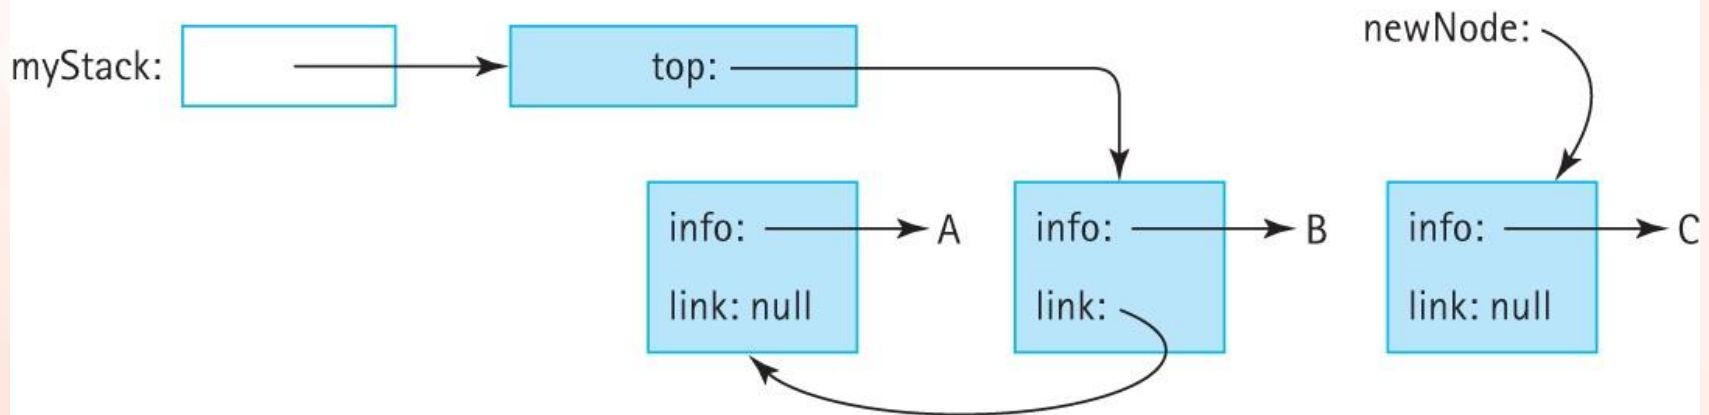 newNode:
myStack:
top:
info: A
link: null
info: B
link:
info: C
link: null